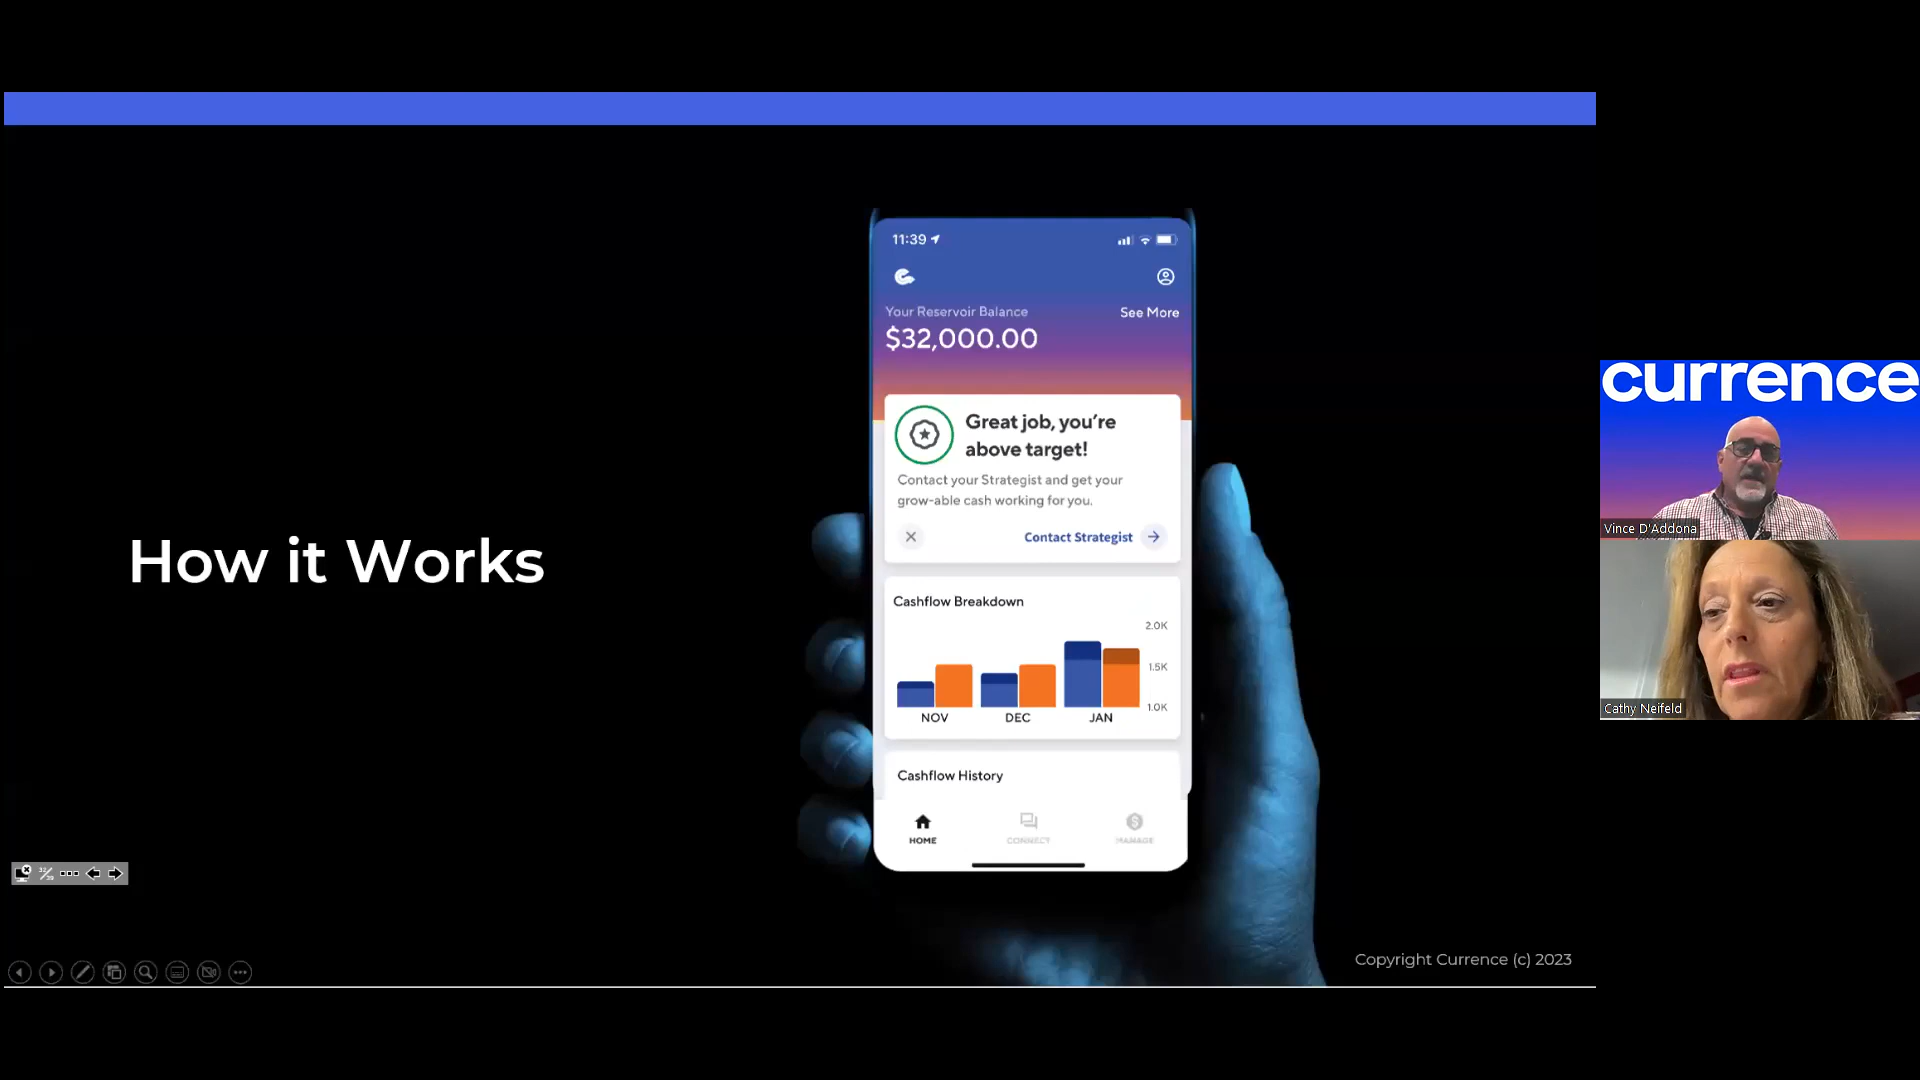 How it Works
11:39
Your Reservoir Balance
See More
$32,000.00
Great job, you're
above target!
Contact your Strategist and get your
grow-able cash working for you.
Contact Strategist
Cashflow Breakdown
2.0K
1.5K
1.0K
NOV DEC JAN
Cashflow History
HOME CONNECT MANAGE
Copyright Currence (c) 2023
currence
Vince D'Addona
Cathy Neifeld